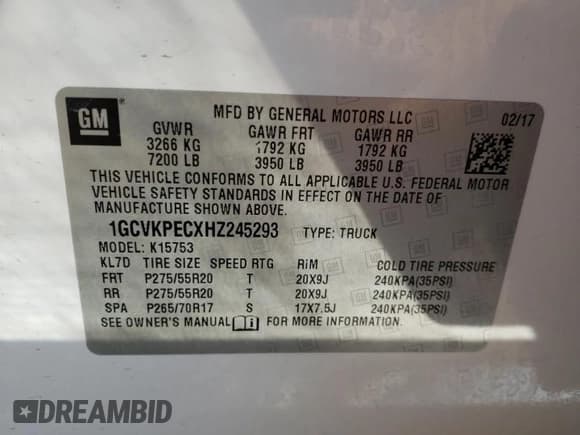 GM
MFD BY GENERAL MOTORS LLC 02/17
GVWR GAWR FRT GAWR RR
3266 KG 1792 KG 1792 KG
7200 LB 3950 LB 3950 LB
THIS VEHICLE CONFORMS TO ALL APPLICABLE U.S. FEDERAL MOTOR
VEHICLE SAFETY STANDARDS IN EFFECT ON THE DATE OF
MANUFACTURE SHOWN ABOVE.
1GCVKPECXHZ245293 TYPE: TRUCK
MODEL: K15753
KL7D TIRE SIZE SPEED RTG RIM COLD TIRE PRESSURE
FRT P275/55R20 T 20X9J 240KPA(35PSI)
RR P275/55R20 T 20X9J 240KPA(35PSI)
SPA P265/70R17 S 17X7.5J 240KPA(35PSI)
SEE OWNER'S MANUAL FOR MORE INFORMATION.
DREAMBID